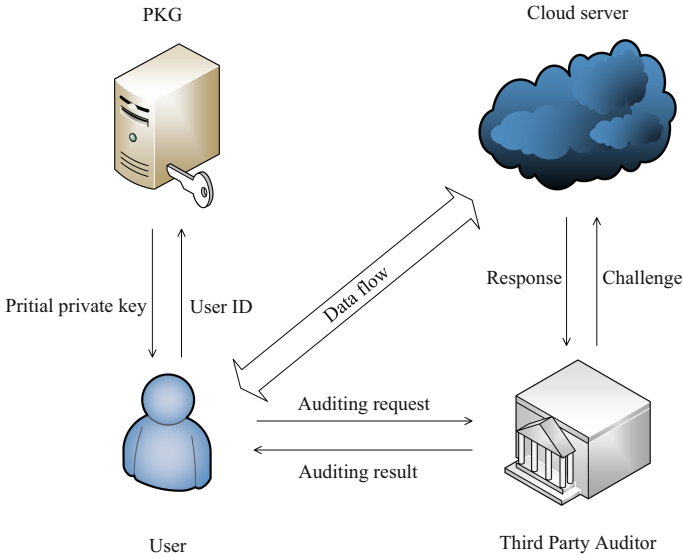 PKG
Cloud server
Pritial private key
User ID
Data flow
Response
Challenge
Auditing request
Auditing result
User
Third Party Auditor